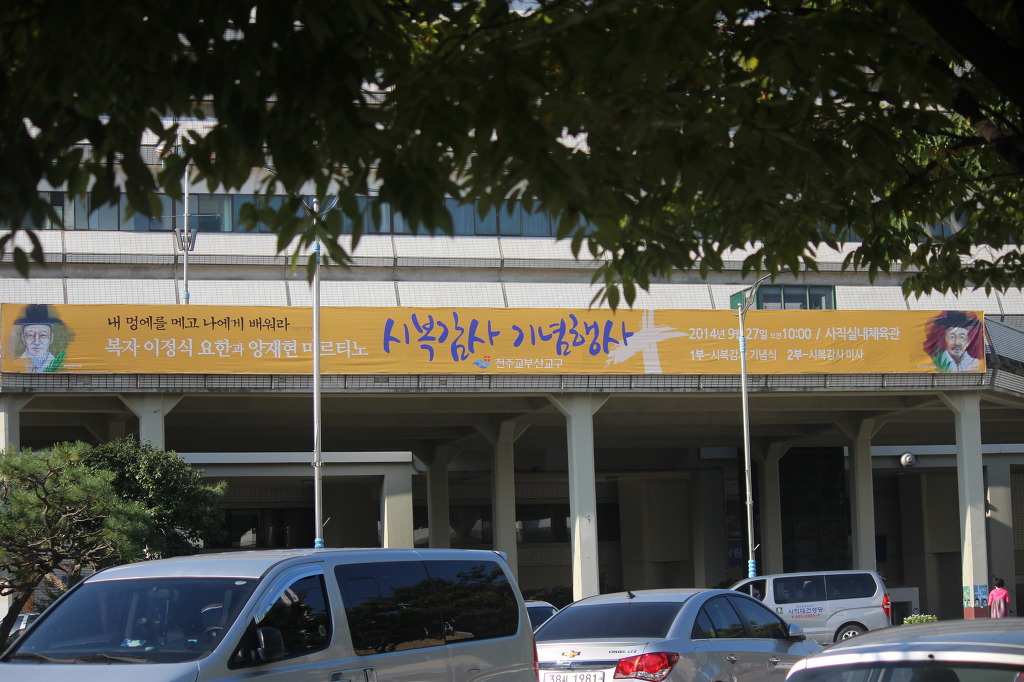 내 멍에를 메고 나에게 배워라
복자 이정식 요한과 양재현 마르티노
시복감사 기념행사
천주교부산교구
2014년 9월 27일 오전 10:00 / 사직실내체육관
1부-시복감사 기념식 2부-시복감사 미사
38서 1981